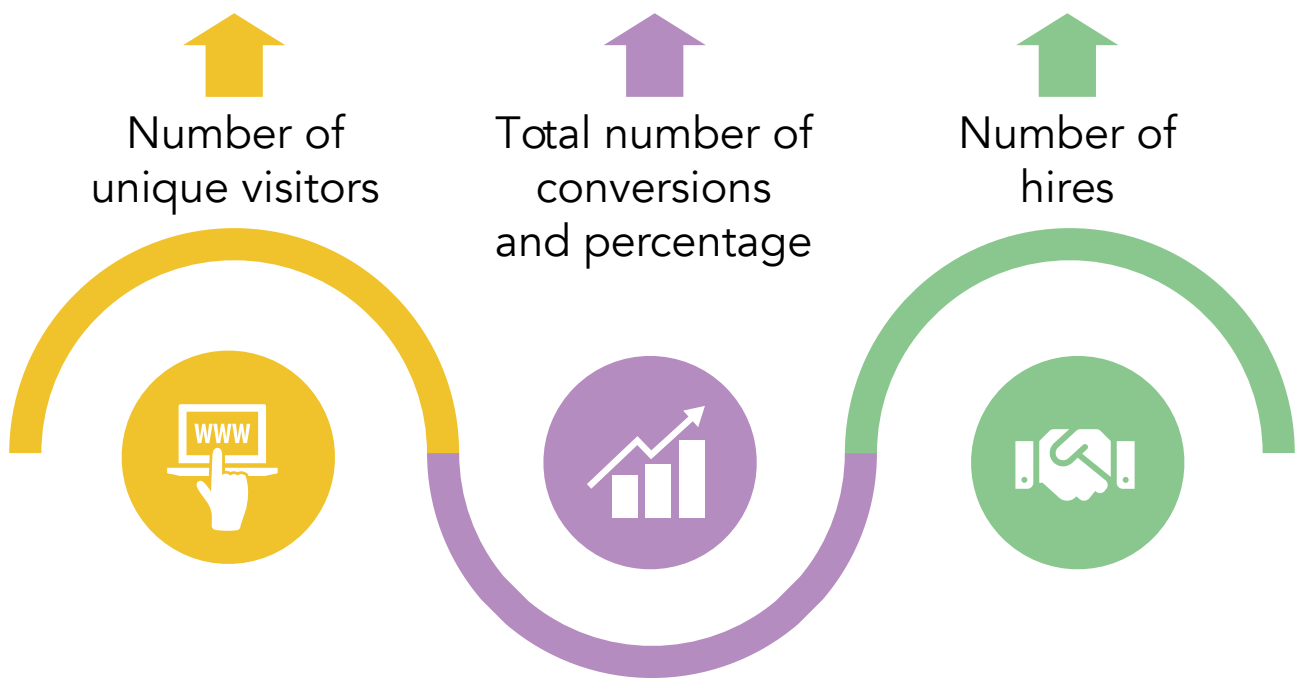 Number of
unique visitors
Total number of
conversions
and percentage
Number of
hires
WWW